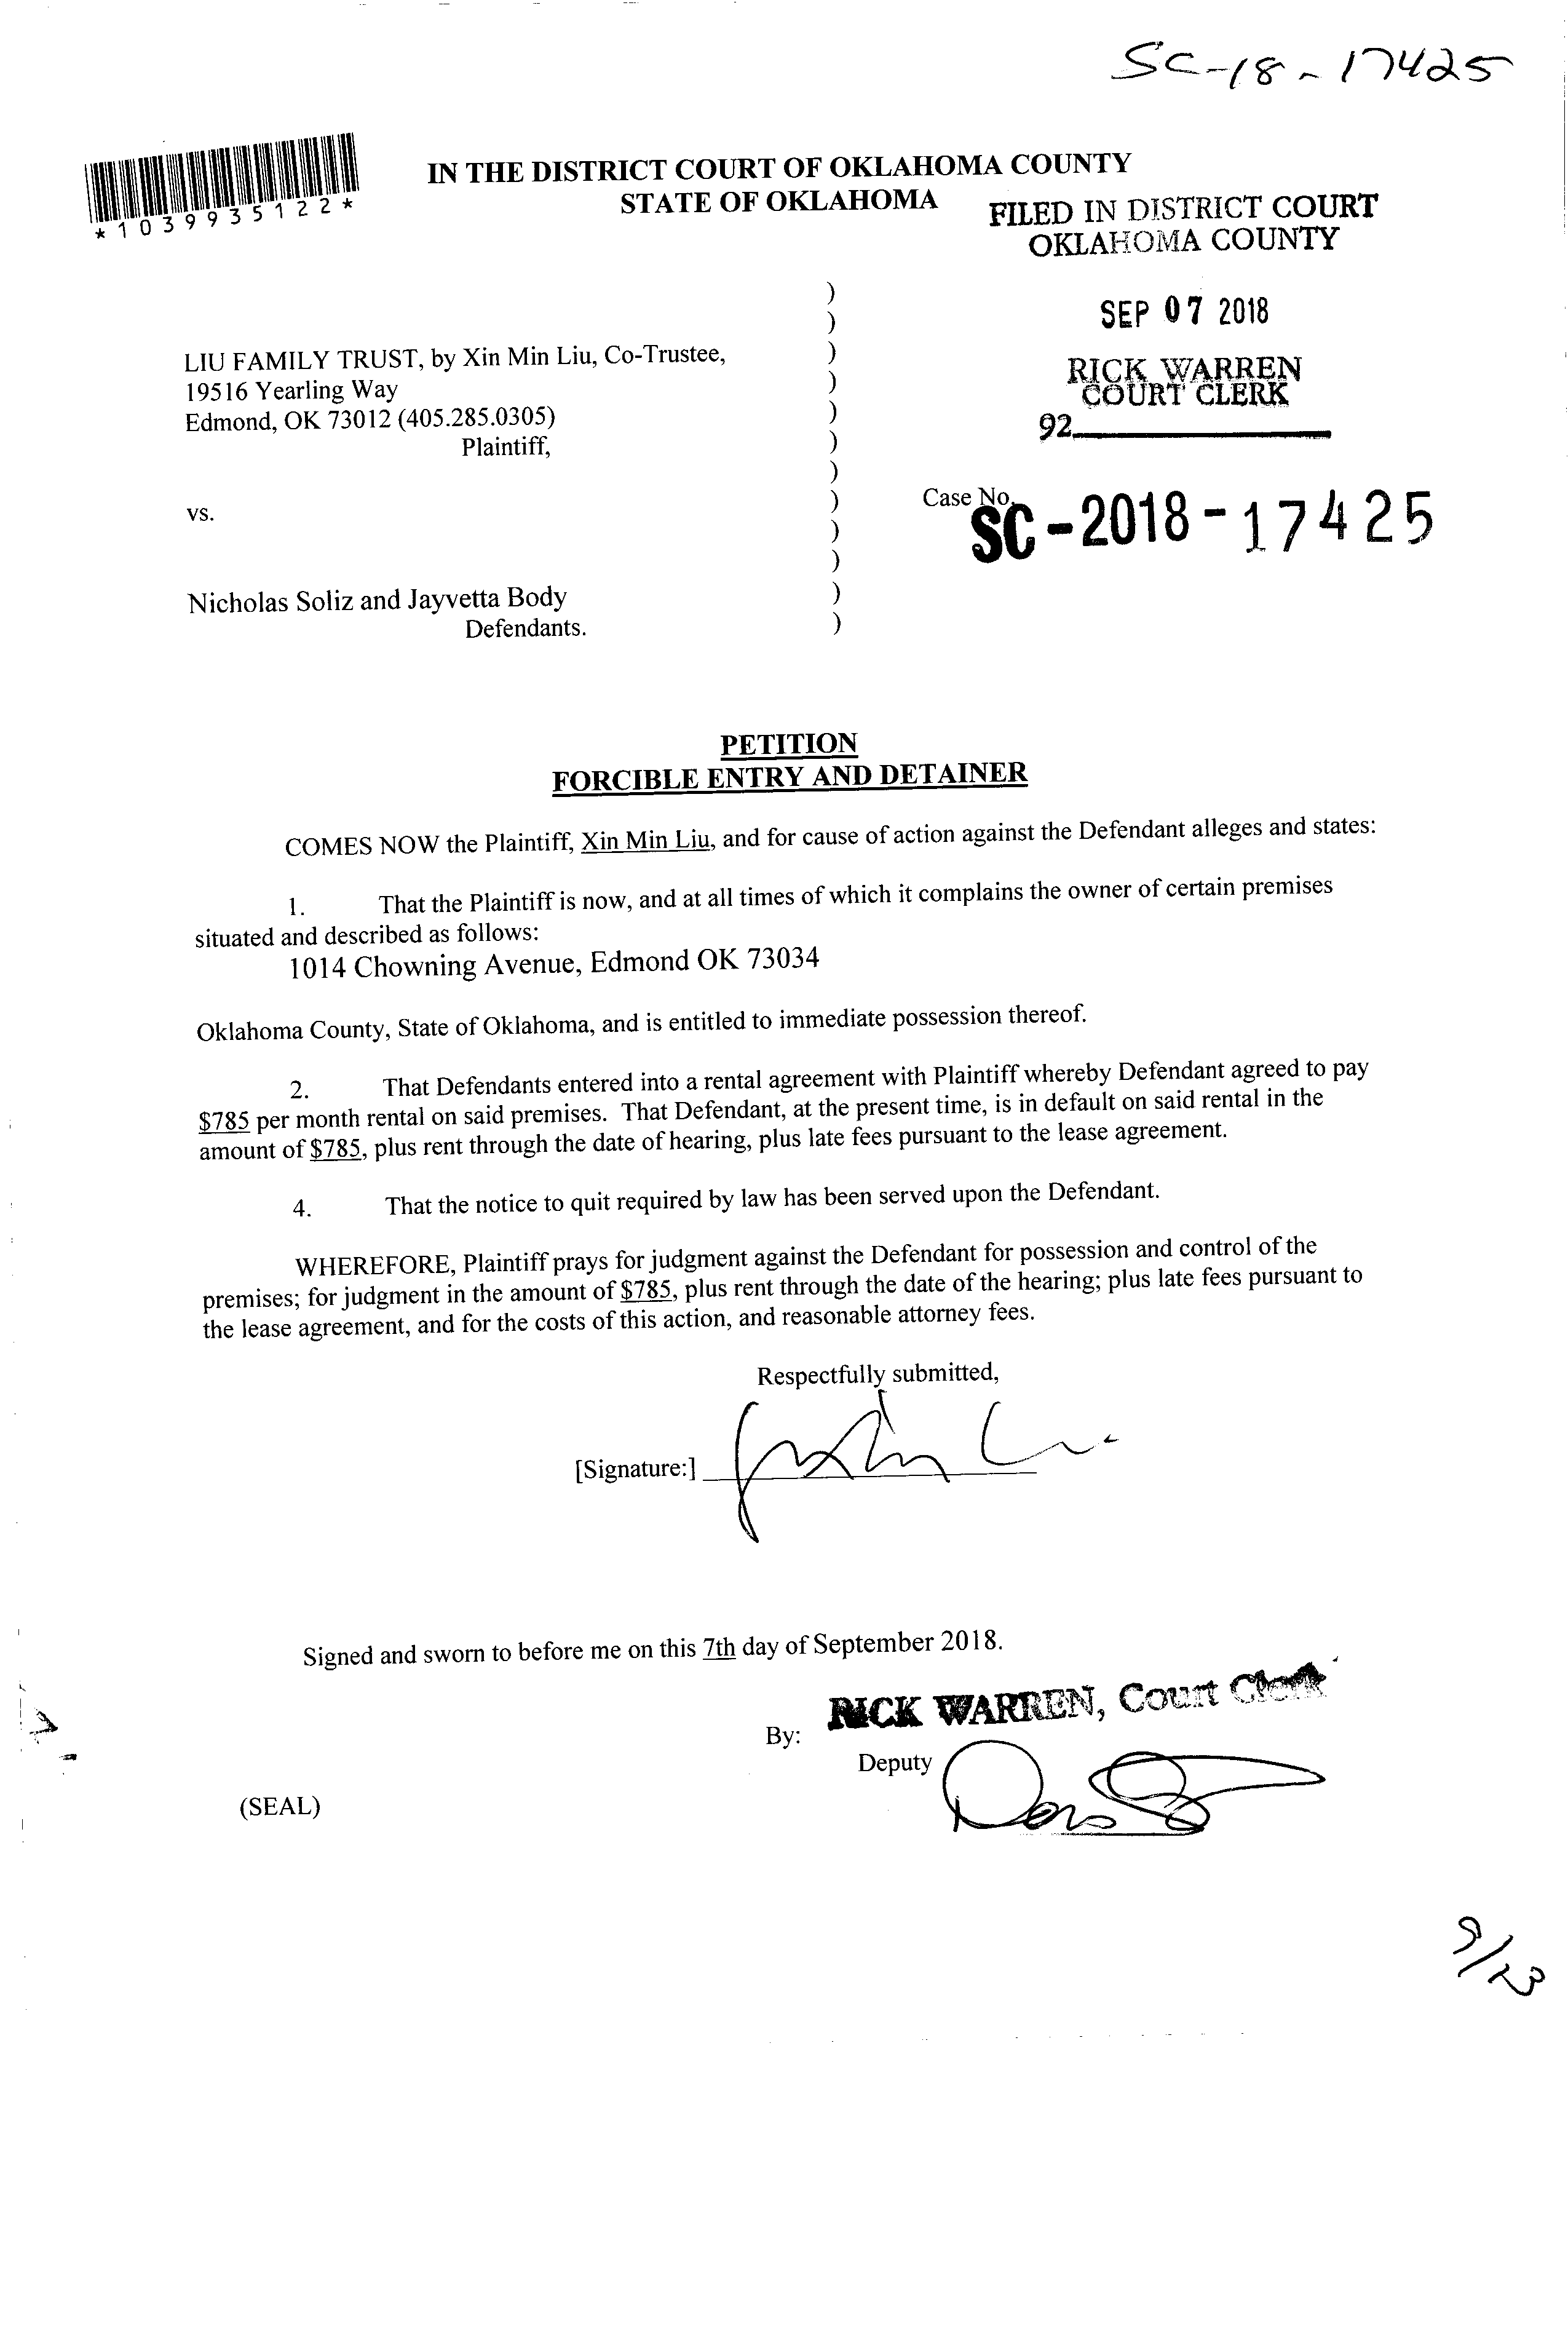 SC-18-17425
*1039935122*
IN THE DISTRICT COURT OF OKLAHOMA COUNTY
STATE OF OKLAHOMA
FILED IN DISTRICT COURT
OKLAHOMA COUNTY
SEP 07 2018
RICK WARREN
COURT CLERK
92
LIU FAMILY TRUST, by Xin Min Liu, Co-Trustee,
19516 Yearling Way
Edmond, OK 73012 (405.285.0305)
Plaintiff,
vs.
Nicholas Soliz and Jayvetta Body
Defendants.
)
)
)
)
)
)
)
)
)
)
)
)
Case No.
SC-2018-17425
PETITION
FORCIBLE ENTRY AND DETAINER
COMES NOW the Plaintiff, Xin Min Liu, and for cause of action against the Defendant alleges and states:
1. That the Plaintiff is now, and at all times of which it complains the owner of certain premises
situated and described as follows:
1014 Chowning Avenue, Edmond OK 73034
Oklahoma County, State of Oklahoma, and is entitled to immediate possession thereof.
2. That Defendants entered into a rental agreement with Plaintiff whereby Defendant agreed to pay
$785 per month rental on said premises. That Defendant, at the present time, is in default on said rental in the
amount of $785, plus rent through the date of hearing, plus late fees pursuant to the lease agreement.
4. That the notice to quit required by law has been served upon the Defendant.
WHEREFORE, Plaintiff prays for judgment against the Defendant for possession and control of the
premises; for judgment in the amount of $785, plus rent through the date of the hearing; plus late fees pursuant to
the lease agreement, and for the costs of this action, and reasonable attorney fees.
Respectfully submitted,
[Signature:]
Signed and sworn to before me on this 7th day of September 2018.
RICK WARREN, Court Clerk
By:
Deputy
(SEAL)
9/23